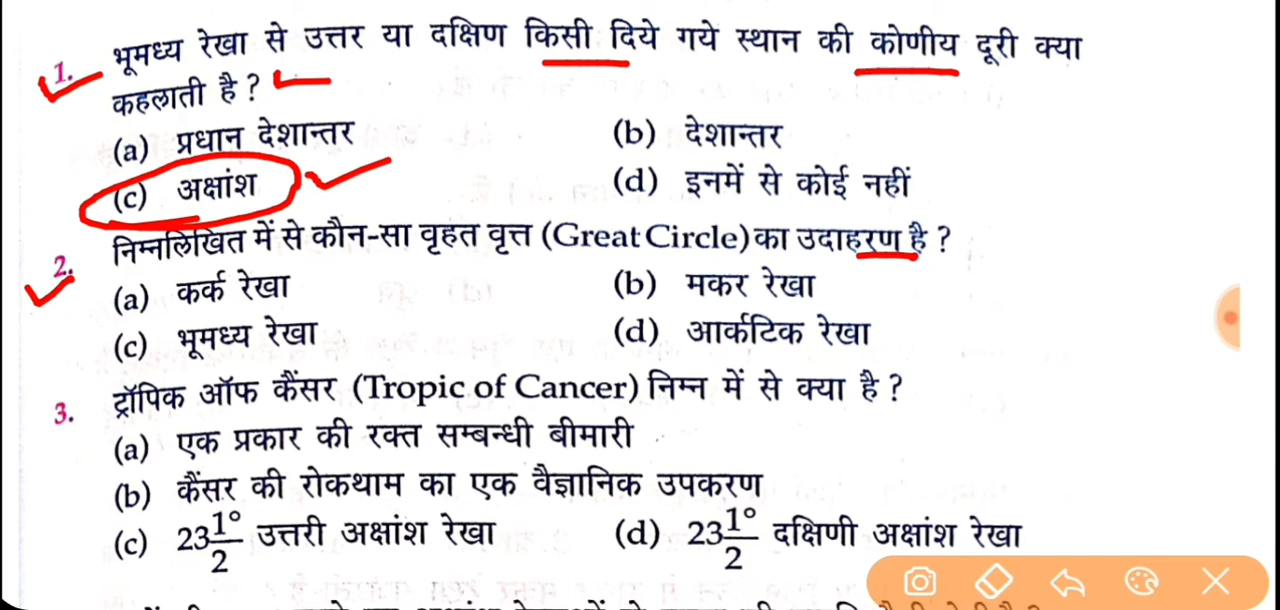 1. भूमध्य रेखा से उत्तर या दक्षिण किसी दिये गये स्थान की कोणीय दूरी क्या
कहलाती है ?
(a) प्रधान देशान्तर (b) देशान्तर
(c) अक्षांश (d) इनमें से कोई नहीं
2. निम्नलिखित में से कौन-सा वृहत वृत्त (Great Circle) का उदाहरण है ?
(a) कर्क रेखा (b) मकर रेखा
(c) भूमध्य रेखा (d) आर्कटिक रेखा
3. ट्रॉपिक ऑफ कैंसर (Tropic of Cancer) निम्न में से क्या है ?
(a) एक प्रकार की रक्त सम्बन्धी बीमारी
(b) कैंसर की रोकथाम का एक वैज्ञानिक उपकरण
(c) 23 1/2° उत्तरी अक्षांश रेखा (d) 23 1/2° दक्षिणी अक्षांश रेखा